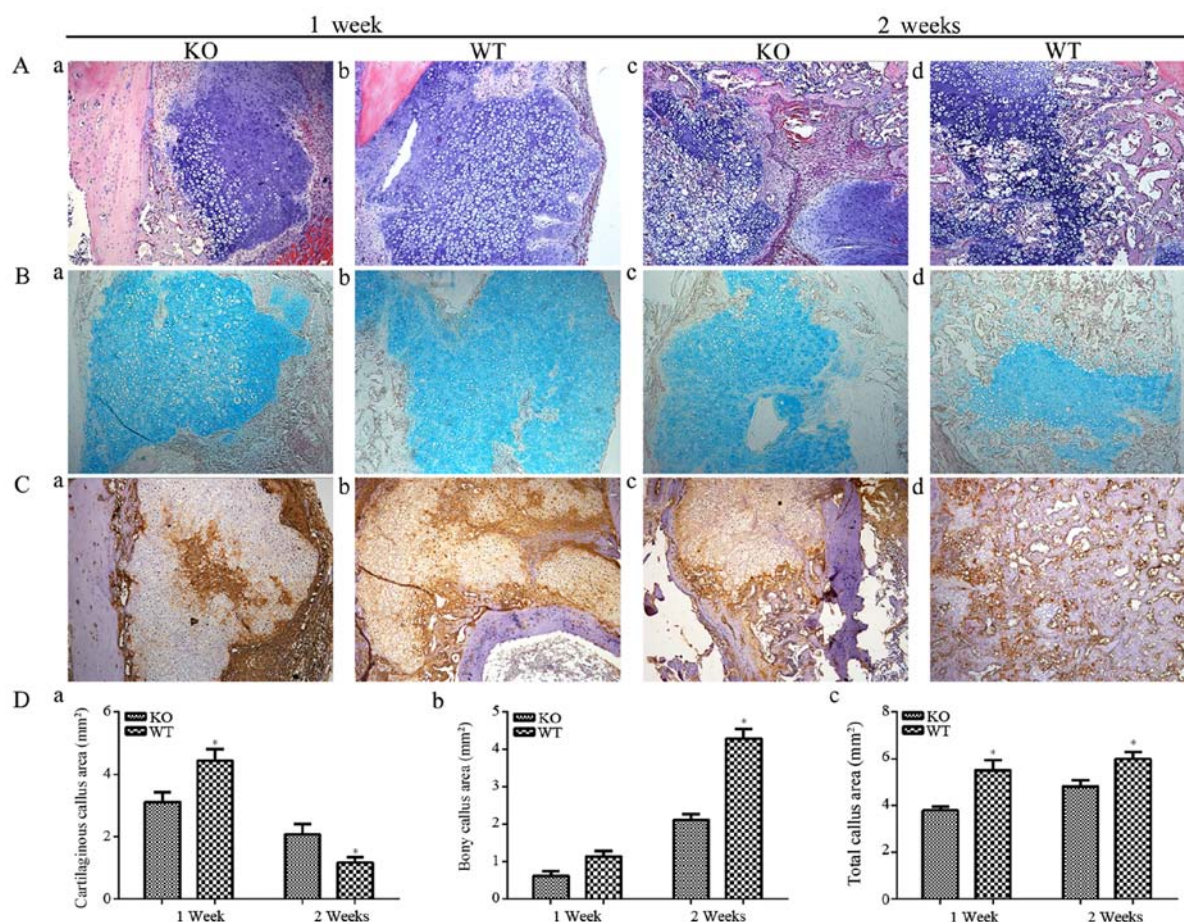 1 week 2 weeks
KO WT KO WT
A a b c d
B a b c d
C a b c d
D a b c
KO
WT
Cartilaginous callus area (mm²)
6
4
2
0
*
*
1 Week 2 Weeks
KO
WT
Bony callus area (mm²)
5
4
3
2
1
0
*
1 Week 2 Weeks
KO
WT
Total callus area (mm²)
8
6
4
2
0
*
*
1 Week 2 Weeks